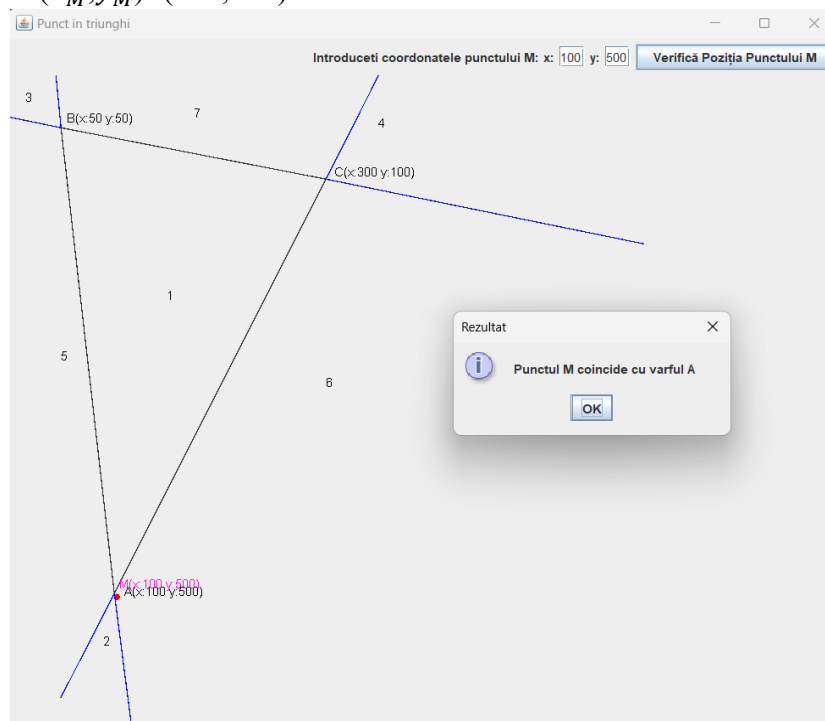 Punct in triunghi
Introduceti coordonatele punctului M: x: 100 y: 500 Verifică Poziția Punctului M
3
B(x:50 y:50)
7
4
C(x:300 y:100)
1
5
6
Rezultat
Punctul M coincide cu varful A
OK
M(x:100 y:500)
A(x:100 y:500)
2